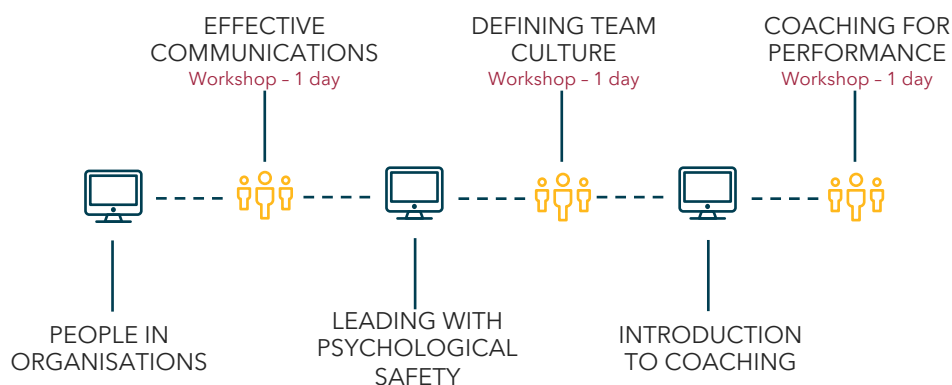 EFFECTIVE
COMMUNICATIONS
Workshop – 1 day
DEFINING TEAM
CULTURE
Workshop – 1 day
COACHING FOR
PERFORMANCE
Workshop – 1 day
PEOPLE IN
ORGANISATIONS
LEADING WITH
PSYCHOLOGICAL
SAFETY
INTRODUCTION
TO COACHING